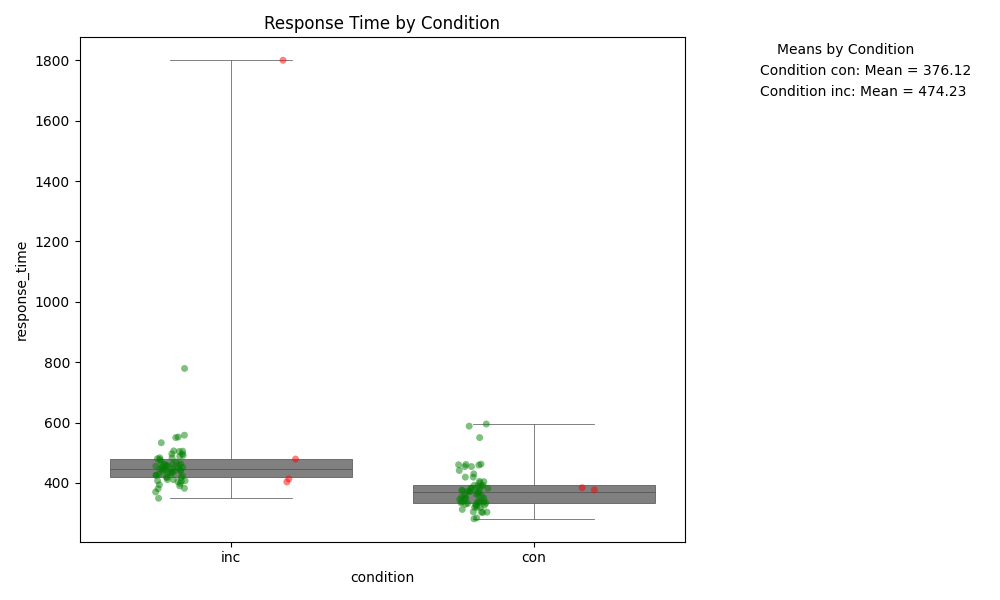 Response Time by Condition
Means by Condition
Condition con: Mean = 376.12
Condition inc: Mean = 474.23
1800
1600
1400
1200
1000
800
600
400
response_time
inc con
condition